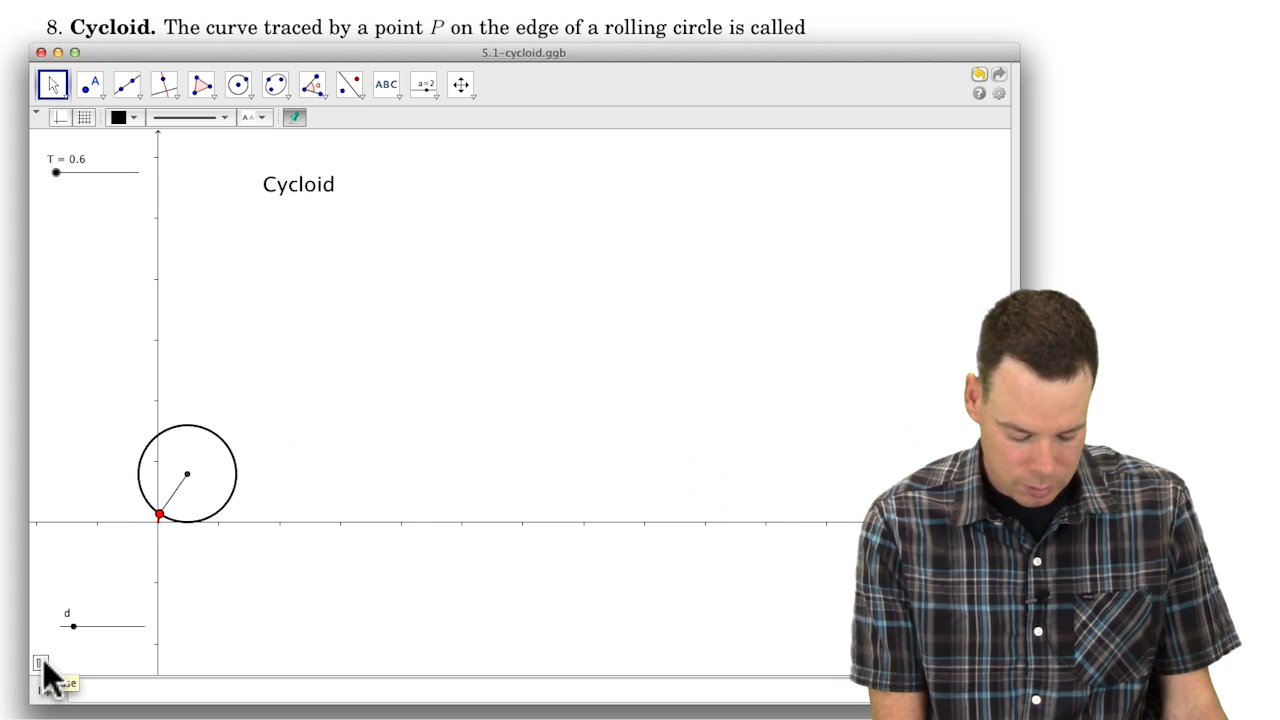 8. Cycloid. The curve traced by a point P on the edge of a rolling circle is called
5.1-cycloid.ggb
A ABC a=2
AA
T = 0.6
Cycloid
d